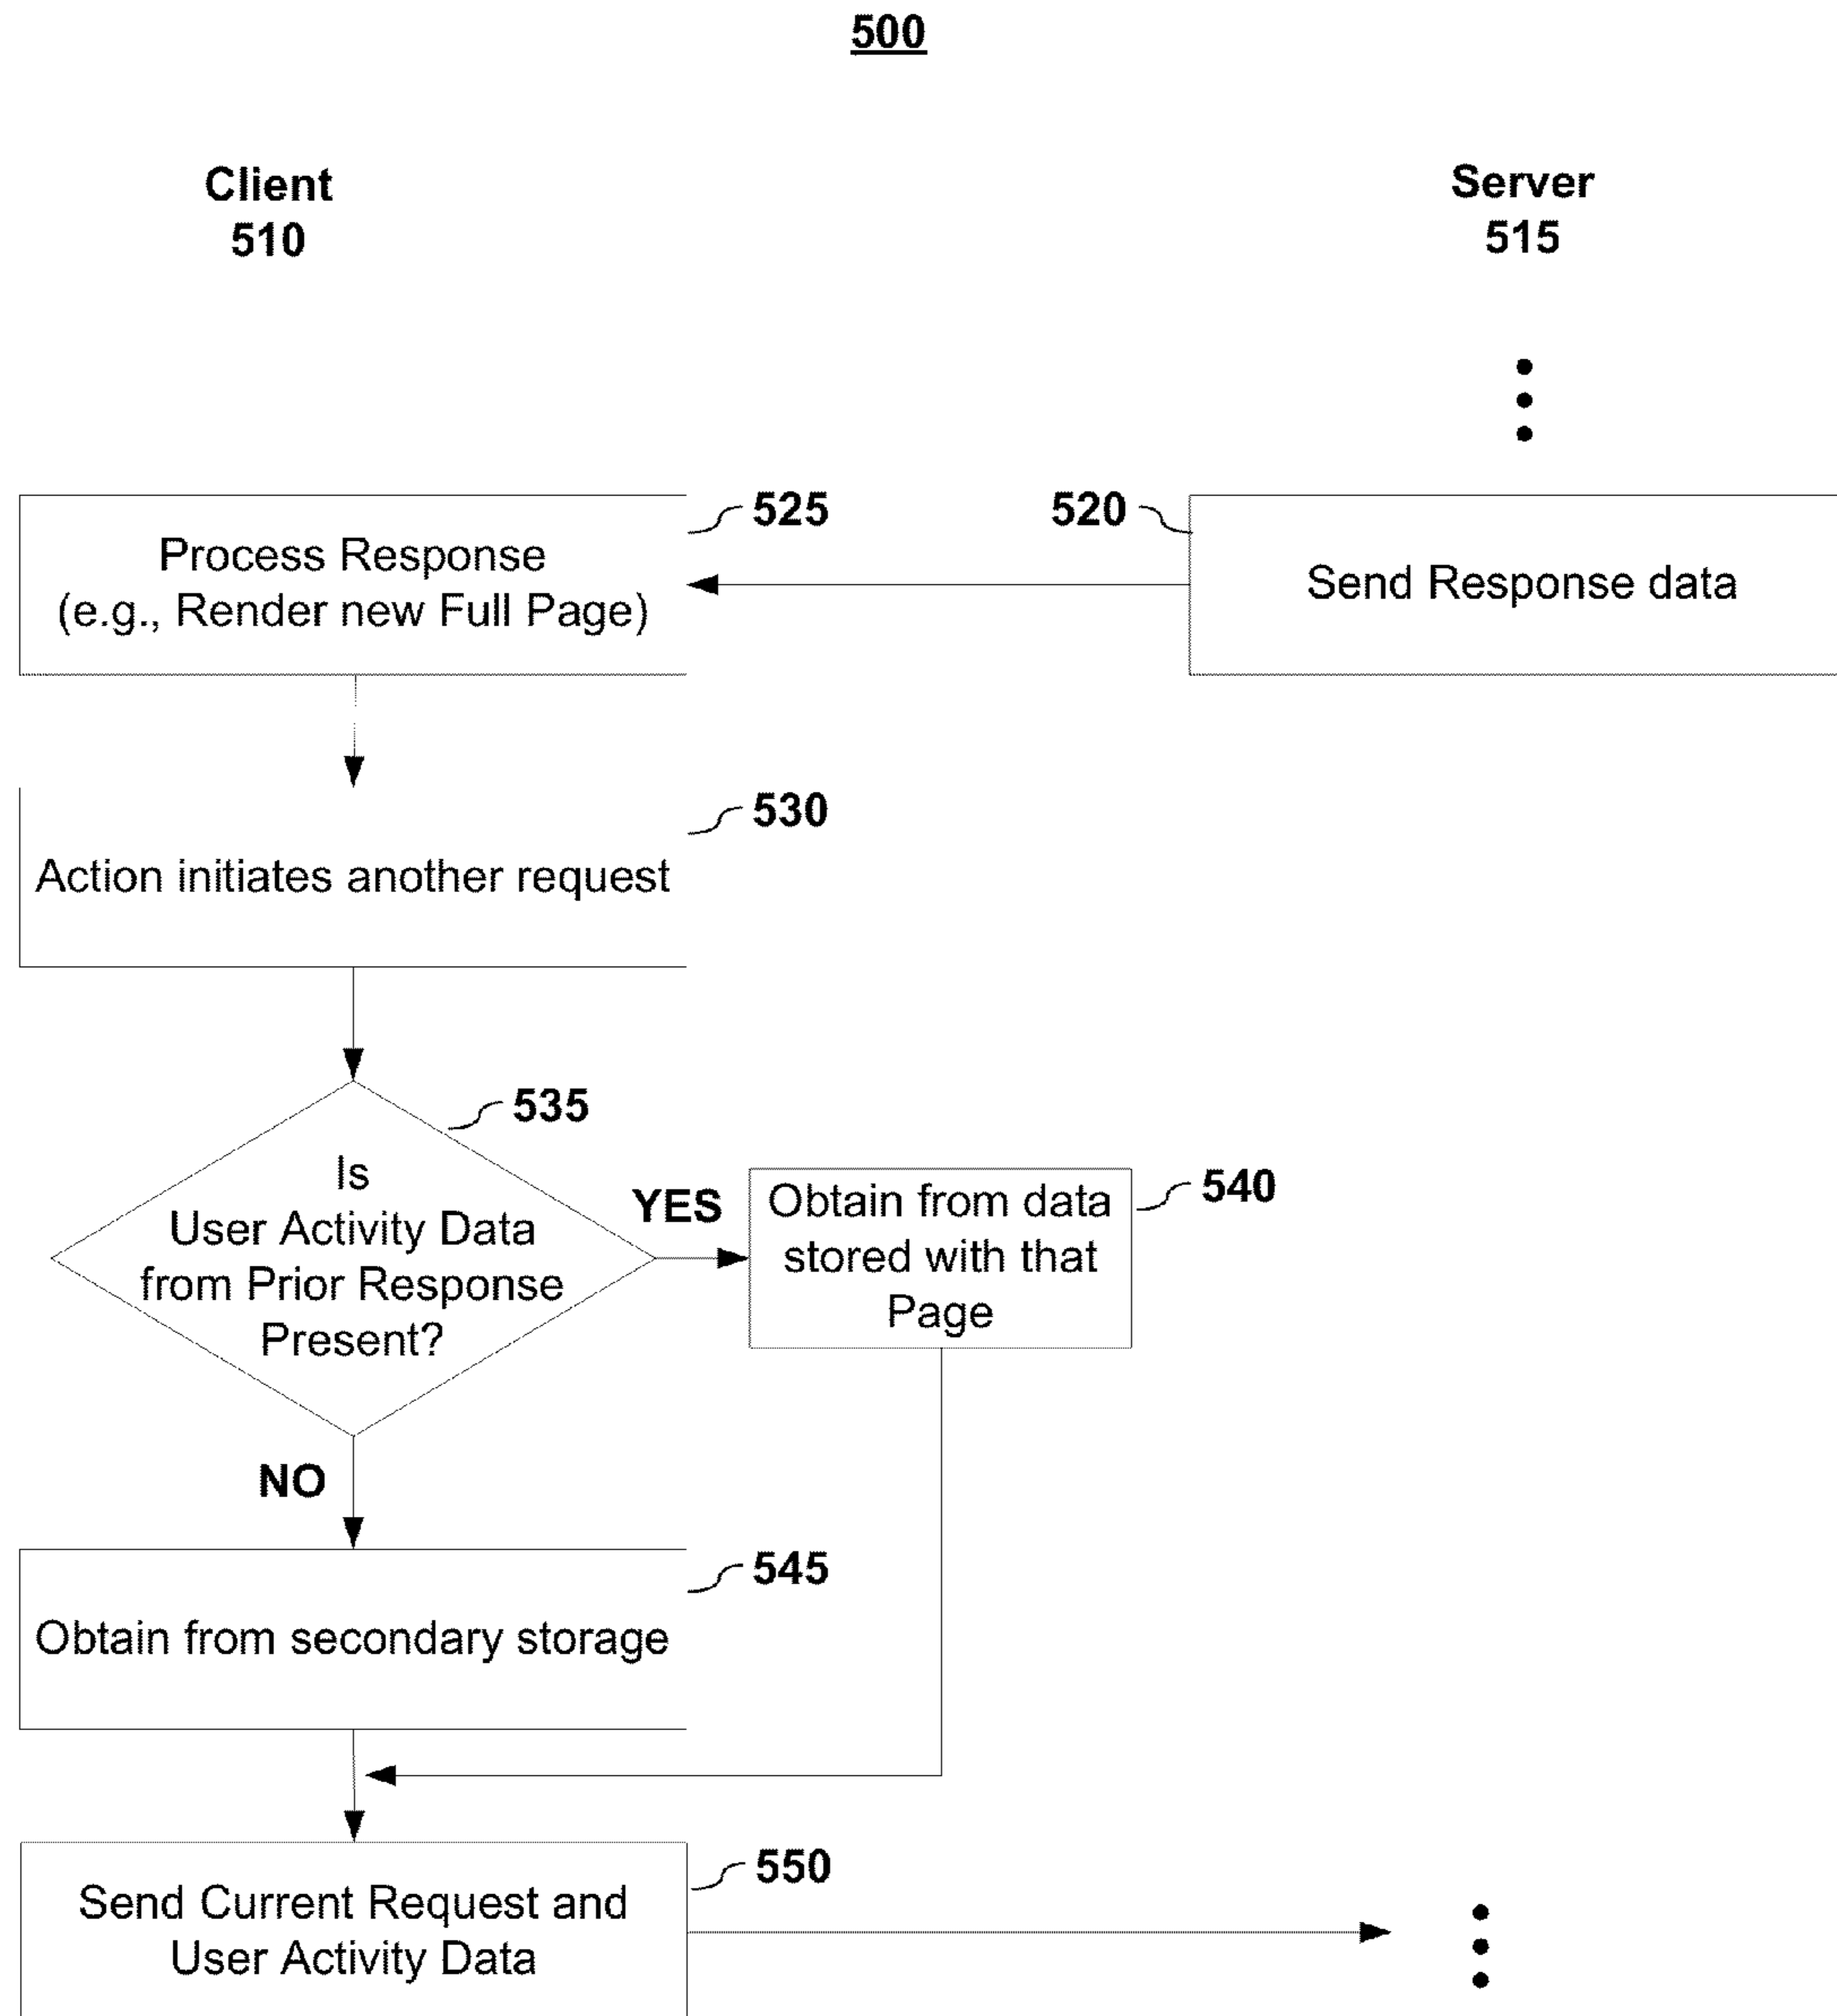 500
Client
510
Server
515
525
520
Process Response
(e.g., Render new Full Page)
Send Response data
530
Action initiates another request
535
Is
User Activity Data
from Prior Response
Present?
YES
540
Obtain from data
stored with that
Page
NO
545
Obtain from secondary storage
550
Send Current Request and
User Activity Data